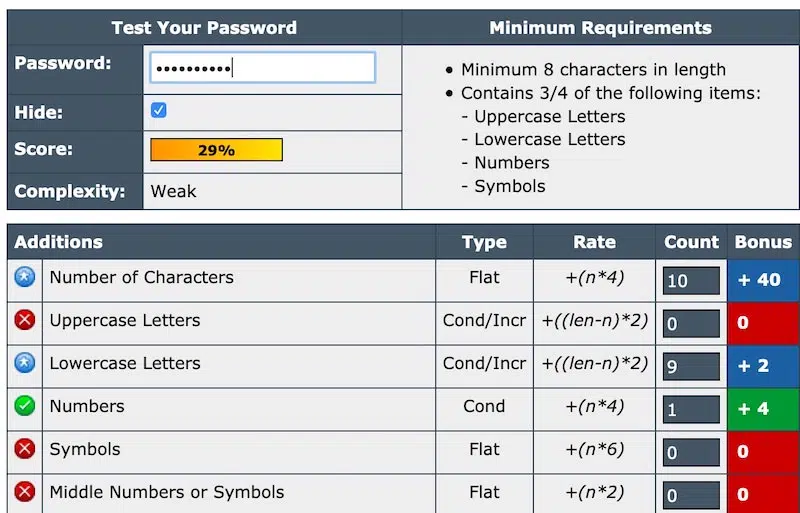 Test Your Password Minimum Requirements
Password: ••••••••••
Hide:
Score: 29%
Complexity: Weak
• Minimum 8 characters in length
• Contains 3/4 of the following items:
- Uppercase Letters
- Lowercase Letters
- Numbers
- Symbols
Additions Type Rate Count Bonus
Number of Characters Flat +(n*4) 10 + 40
Uppercase Letters Cond/Incr +((len-n)*2) 0 0
Lowercase Letters Cond/Incr +((len-n)*2) 9 + 2
Numbers Cond +(n*4) 1 + 4
Symbols Flat +(n*6) 0 0
Middle Numbers or Symbols Flat +(n*2) 0 0